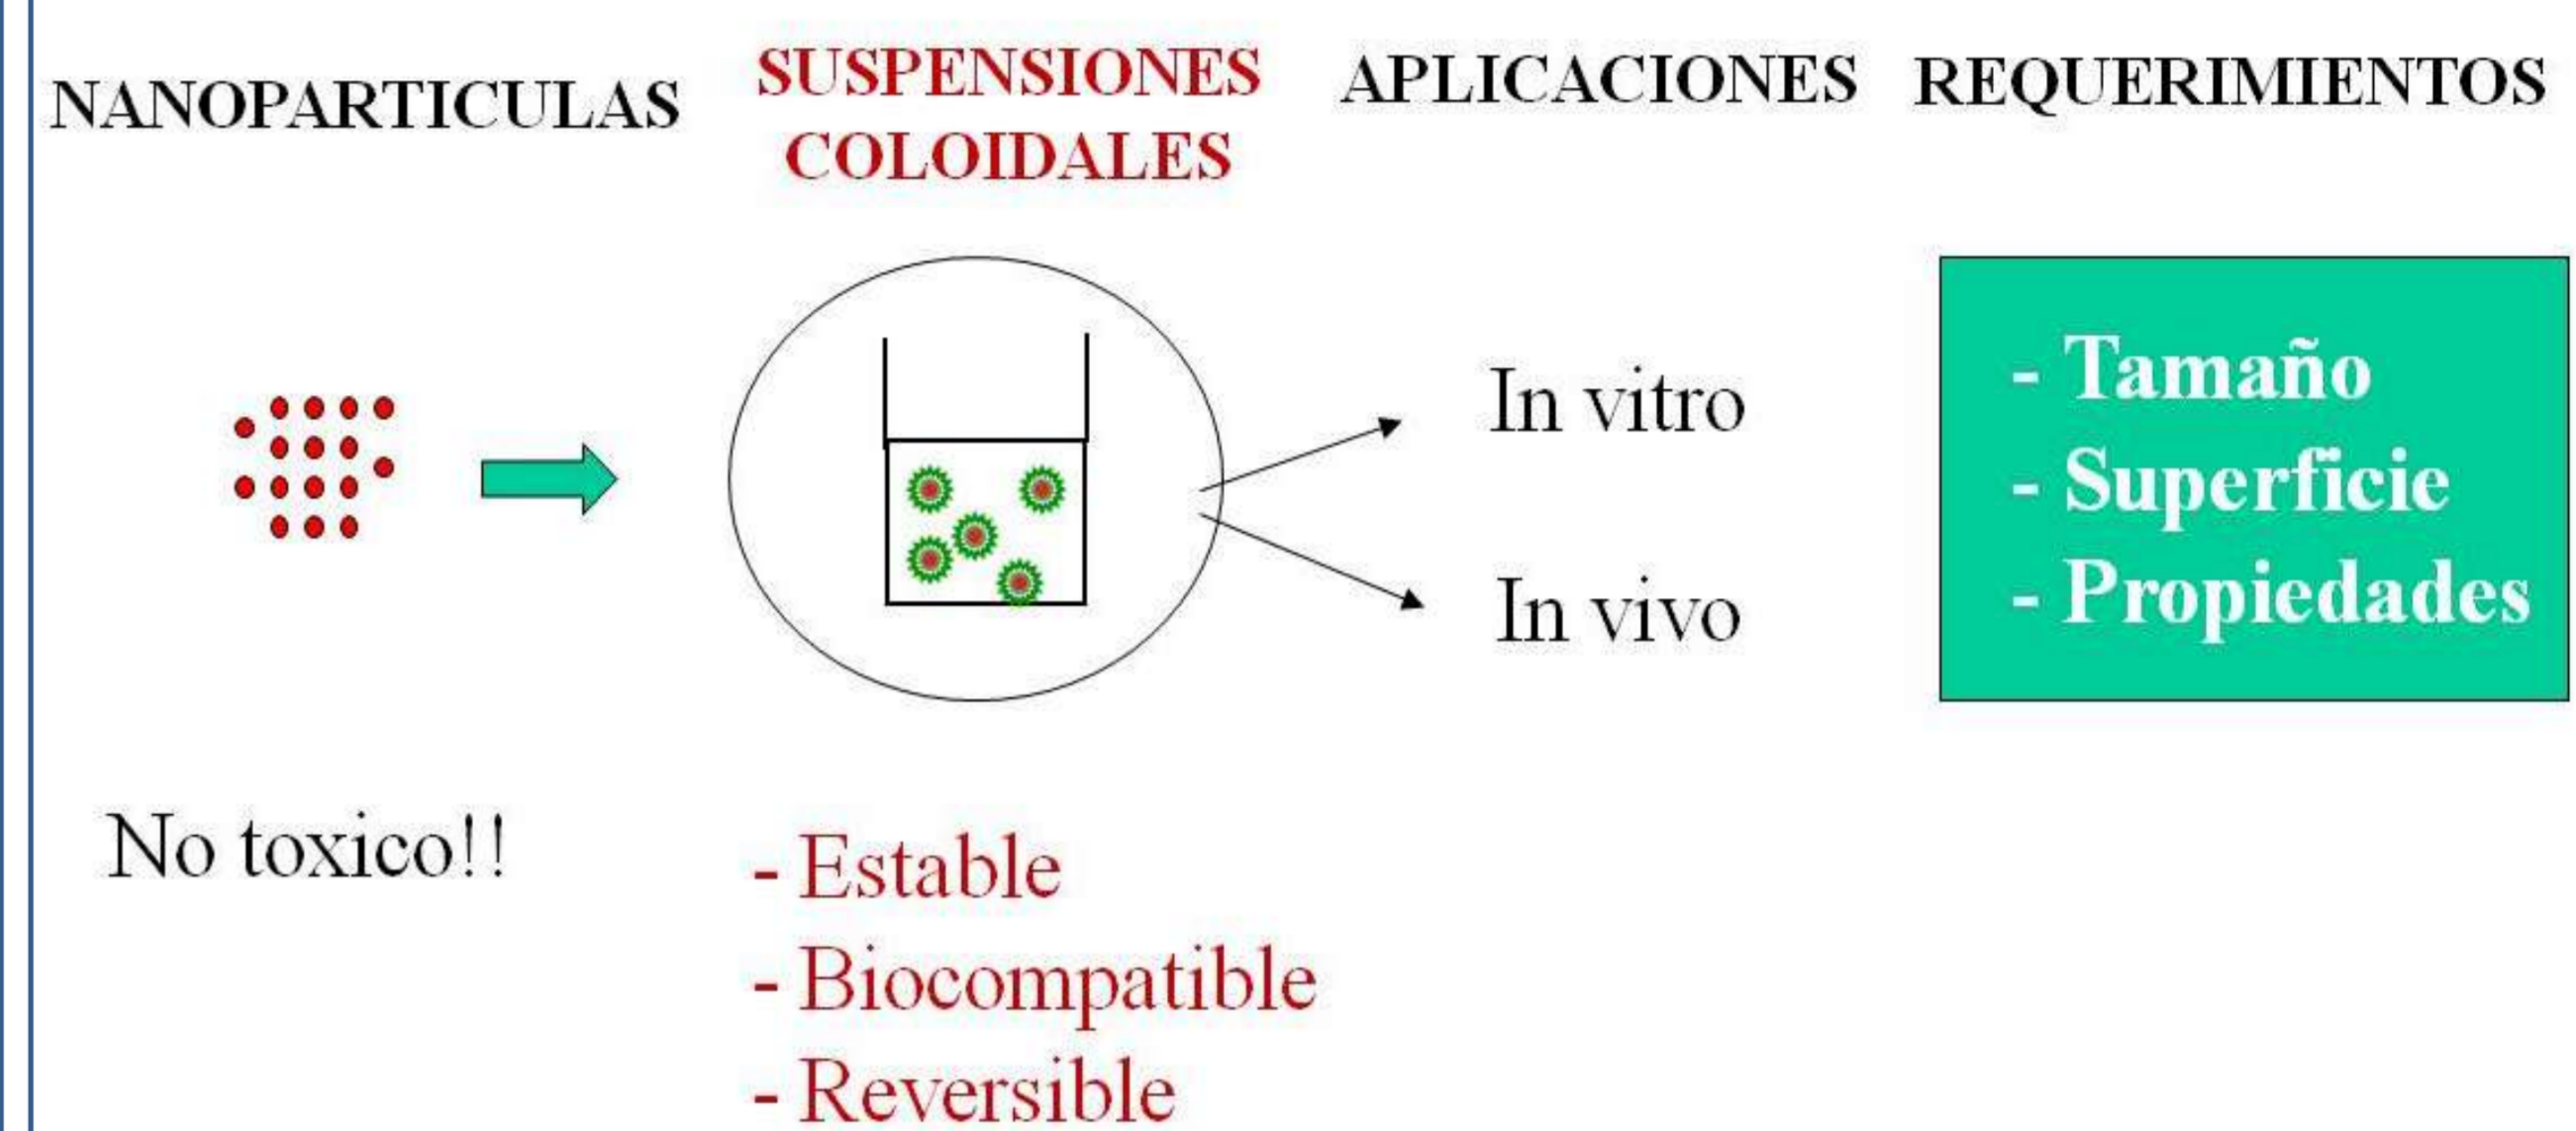 NANOPARTICULAS
SUSPENSIONES
COLOIDALES
APLICACIONES
REQUERIMIENTOS
In vitro
In vivo
- Tamaño
- Superficie
- Propiedades
No toxico!!
- Estable
- Biocompatible
- Reversible